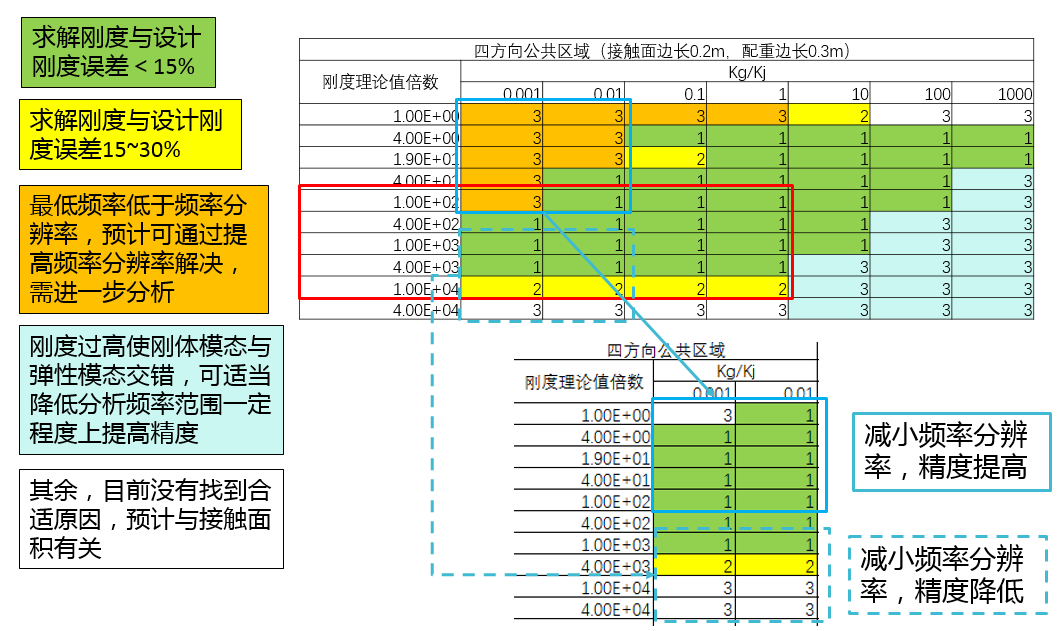 求解刚度与设计
刚度误差＜15%
求解刚度与设计刚
度误差15~30%
最低频率低于频率分
辨率，预计可通过提
高频率分辨率解决，
需进一步分析
刚度过高使刚体模态与
弹性模态交错，可适当
降低分析频率范围一定
程度上提高精度
其余，目前没有找到合
适原因，预计与接触面
积有关
四方向公共区域（接触面边长0.2m，配重边长0.3m）
刚度理论值倍数 Kg/Kj
0.001 0.01 0.1 1 10 100 1000
1.00E+00 3 3 3 3 2 3 3
4.00E+00 3 3 1 1 1 1 1
1.90E+01 3 3 2 1 1 1 1
4.00E+01 3 1 1 1 1 1 3
1.00E+02 3 1 1 1 1 1 3
4.00E+02 1 1 1 1 1 3 3
1.00E+03 1 1 1 1 1 3 3
4.00E+03 1 1 1 1 3 3 3
1.00E+04 2 2 2 2 3 3 3
4.00E+04 3 3 3 3 3 3 3
四方向公共区域
刚度理论值倍数 Kg/Kj
0.001 0.01
1.00E+00 3 1
4.00E+00 1 1
1.90E+01 1 1
4.00E+01 1 1
1.00E+02 1 1
4.00E+02 1 1
1.00E+03 1 1
4.00E+03 2 2
1.00E+04 3 3
4.00E+04 3 3
减小频率分辨
率，精度提高
减小频率分辨
率，精度降低